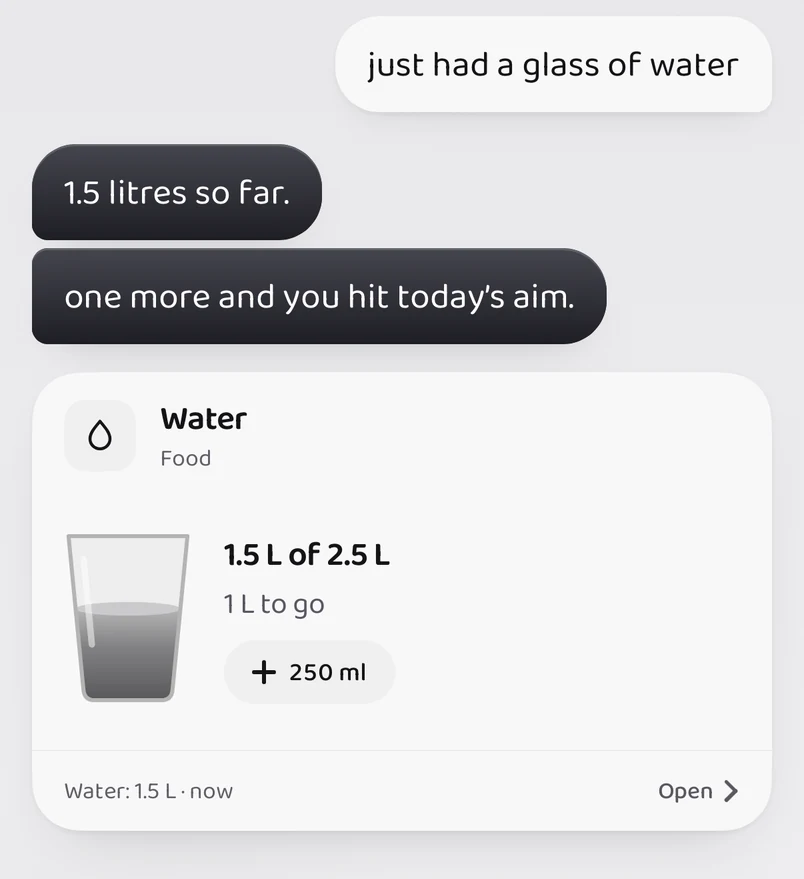 just had a glass of water
1.5 litres so far.
one more and you hit today's aim.
Water
Food
1.5 L of 2.5 L
1 L to go
+ 250 ml
Water: 1.5 L · now
Open